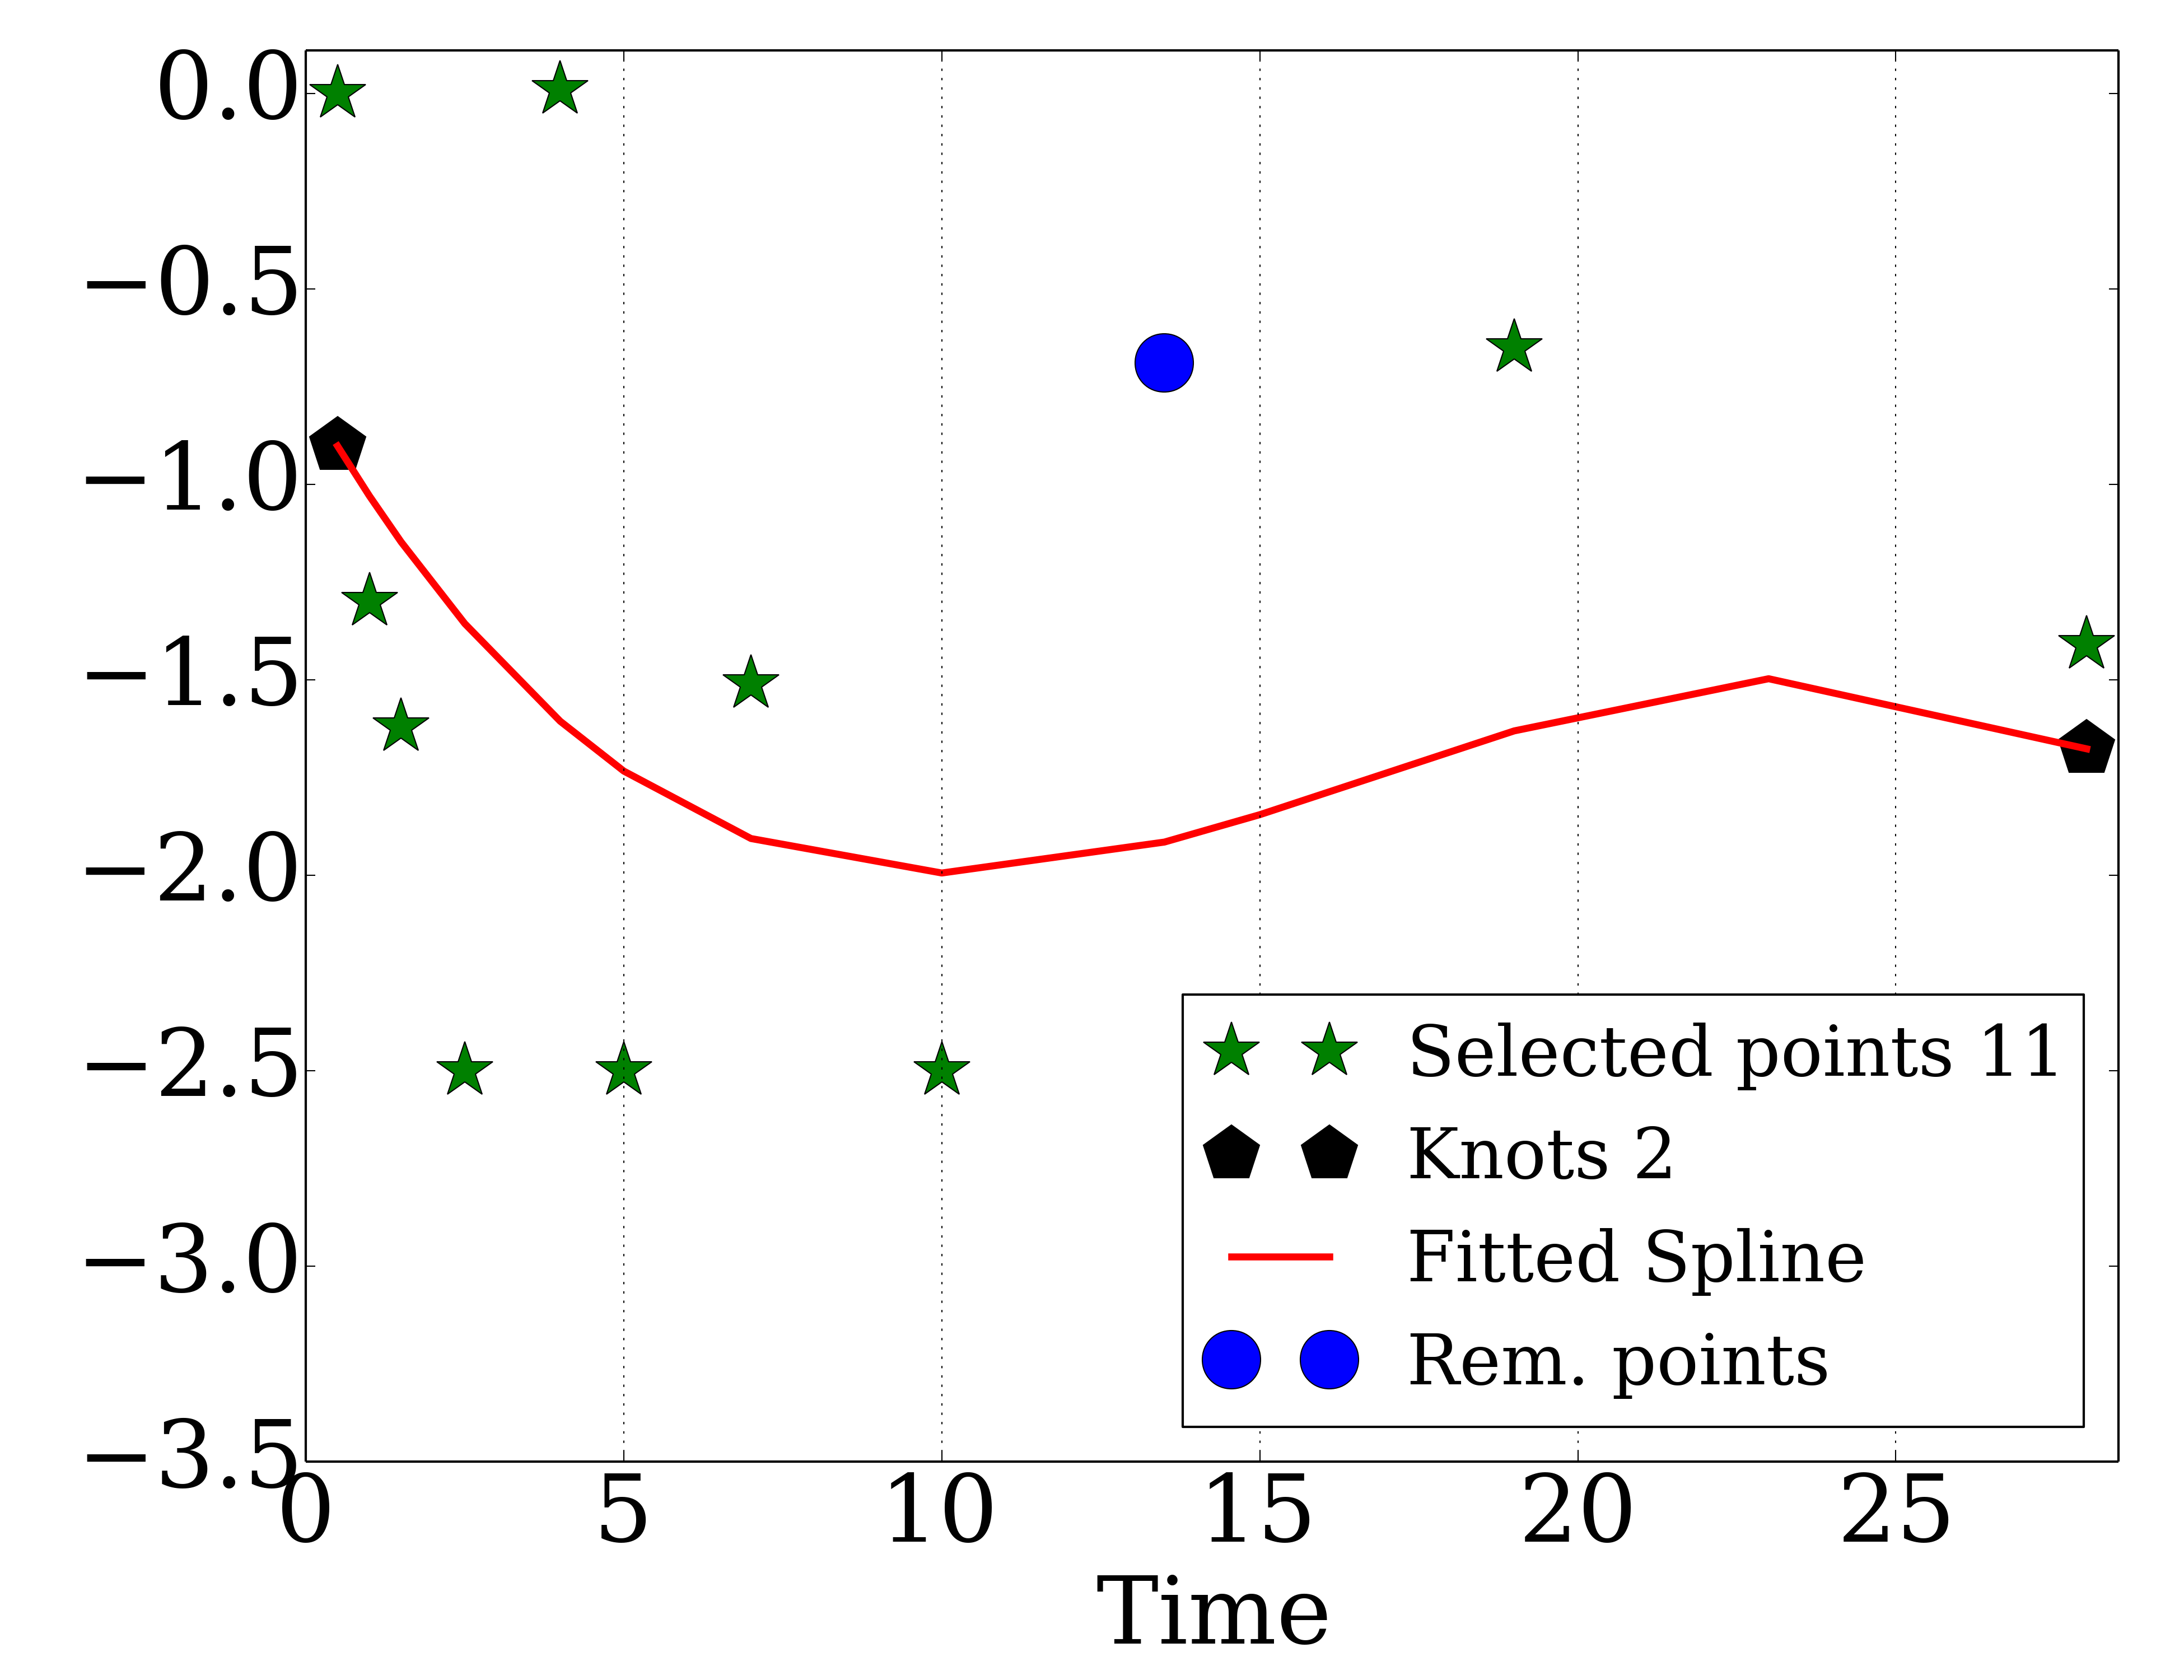 0.0
−0.5
−1.0
−1.5
−2.0
−2.5
−3.0
−3.5
Selected points 11
Knots 2
Fitted Spline
Rem. points
0 5 10 15 20 25
Time